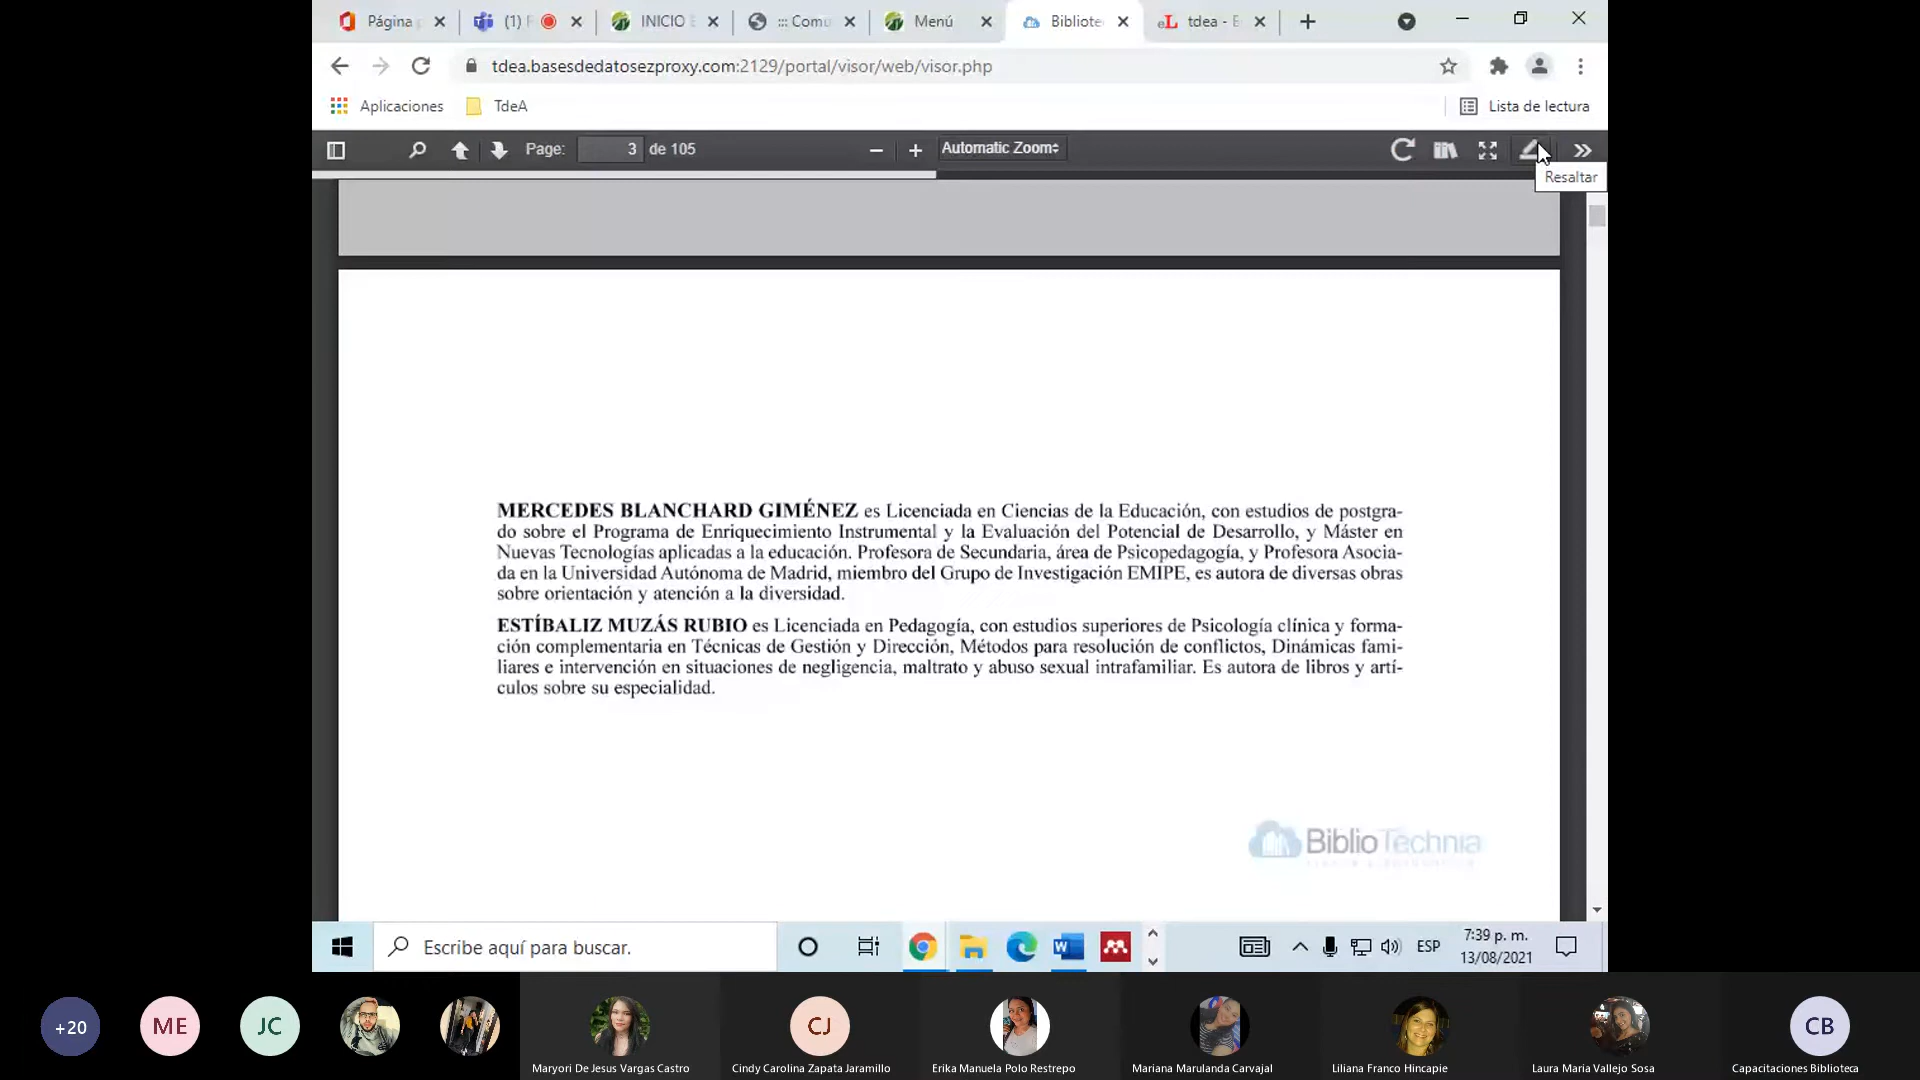 Página
(1) F
INICIO E
::: Comu
Menú
Bibliote
tdea - E
tdea.basesdedatosezproxy.com:2129/portal/visor/web/visor.php
Aplicaciones
TdeA
Lista de lectura
Page: 3 de 105
Automatic Zoom
Resaltar
MERCEDES BLANCHARD GIMÉNEZ es Licenciada en Ciencias de la Educación, con estudios de postgra-
do sobre el Programa de Enriquecimiento Instrumental y la Evaluación del Potencial de Desarrollo, y Máster en
Nuevas Tecnologías aplicadas a la educación. Profesora de Secundaria, área de Psicopedagogía, y Profesora Asocia-
da en la Universidad Autónoma de Madrid, miembro del Grupo de Investigación EMIPE, es autora de diversas obras
sobre orientación y atención a la diversidad.
ESTÍBALIZ MUZÁS RUBIO es Licenciada en Pedagogía, con estudios superiores de Psicología clínica y forma-
ción complementaria en Técnicas de Gestión y Dirección, Métodos para resolución de conflictos, Dinámicas fami-
liares e intervención en situaciones de negligencia, maltrato y abuso sexual intrafamiliar. Es autora de libros y artí-
culos sobre su especialidad.
BiblioTechnia
Escribe aquí para buscar.
ESP
7:39 p. m.
13/08/2021
+20
ME
JC
CJ
CB
Maryori De Jesus Vargas Castro
Cindy Carolina Zapata Jaramillo
Erika Manuela Polo Restrepo
Mariana Marulanda Carvajal
Liliana Franco Hincapie
Laura Maria Vallejo Sosa
Capacitaciones Biblioteca